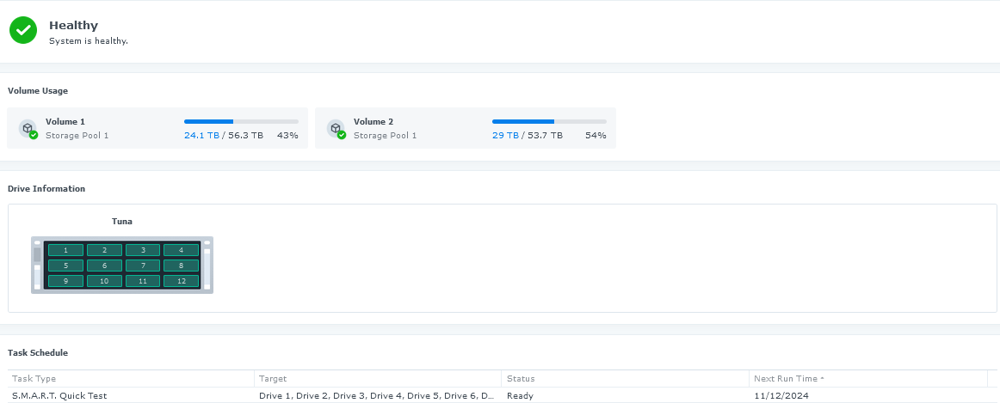 Healthy
System is healthy.
Volume Usage
Volume 1
Storage Pool 1
24.1 TB / 56.3 TB 43%
Volume 2
Storage Pool 1
29 TB / 53.7 TB 54%
Drive Information
Tuna
1 2 3 4
5 6 7 8
9 10 11 12
Task Schedule
Task Type Target Status Next Run Time
S.M.A.R.T. Quick Test Drive 1, Drive 2, Drive 3, Drive 4, Drive 5, Drive 6, D... Ready 11/12/2024